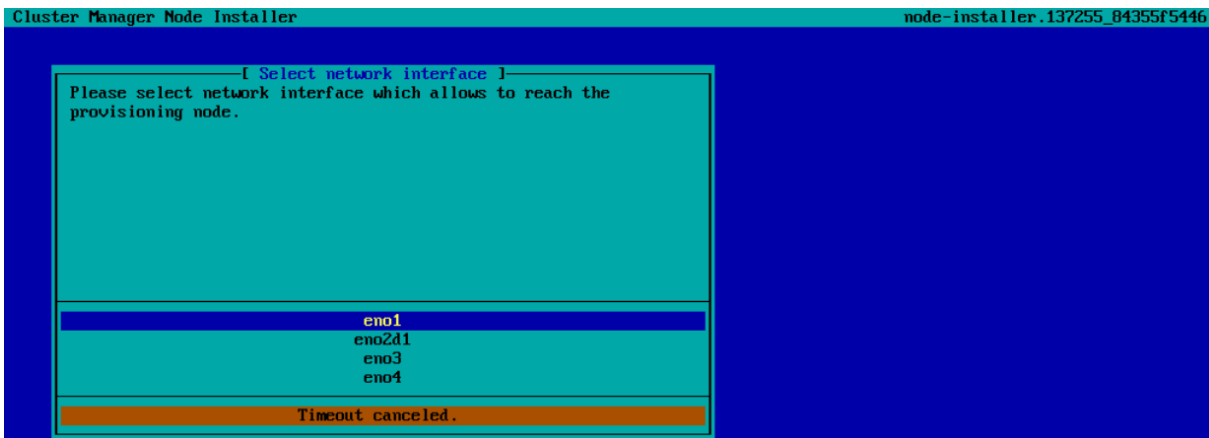 Cluster Manager Node Installer node-installer.137255_84355f5446
[ Select network interface ]
Please select network interface which allows to reach the
provisioning node.
eno1
eno2d1
eno3
eno4
Timeout canceled.